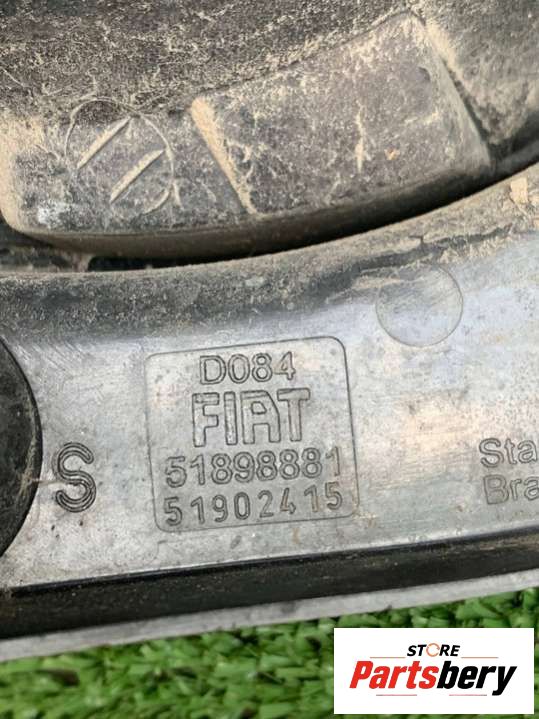 D084
FIAT
51898881
51902415
S
Sta
Bra
STORE
Partsbery